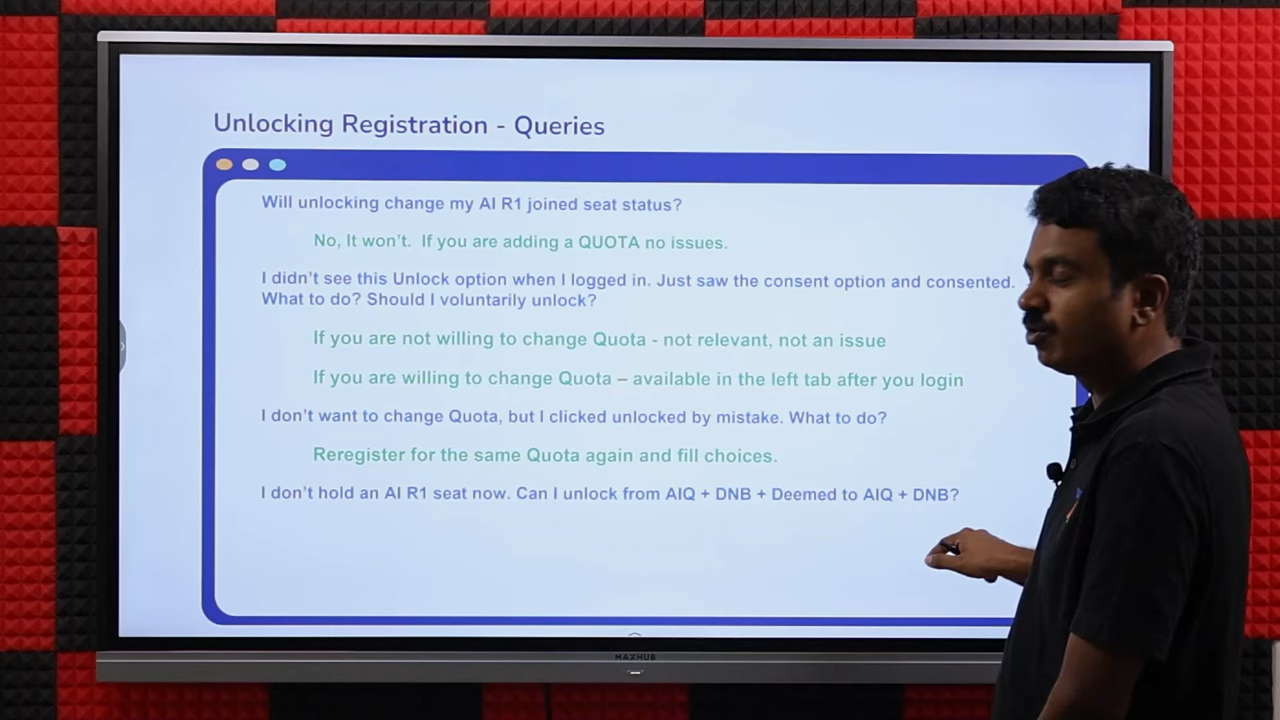 Unlocking Registration - Queries
Will unlocking change my AI R1 joined seat status?
No, It won't. If you are adding a QUOTA no issues.
I didn't see this Unlock option when I logged in. Just saw the consent option and consented.
What to do? Should I voluntarily unlock?
If you are not willing to change Quota - not relevant, not an issue
If you are willing to change Quota – available in the left tab after you login
I don't want to change Quota, but I clicked unlocked by mistake. What to do?
Reregister for the same Quota again and fill choices.
I don't hold an AI R1 seat now. Can I unlock from AIQ + DNB + Deemed to AIQ + DNB?
MAXHUB